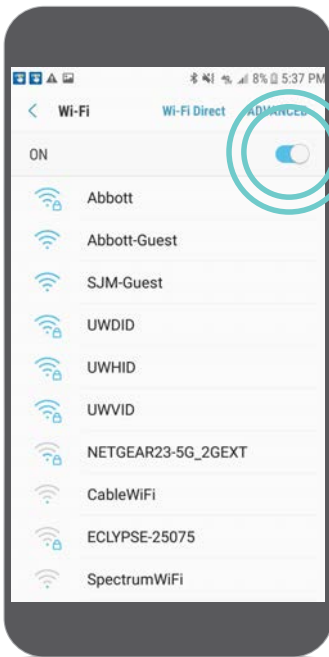 8% 5:37 PM
Wi-Fi Wi-Fi Direct ADVANCED
ON
Abbott
Abbott-Guest
SJM-Guest
UWDID
UWHID
UWVID
NETGEAR23-5G_2GEXT
CableWiFi
ECLYPSE-25075
SpectrumWiFi